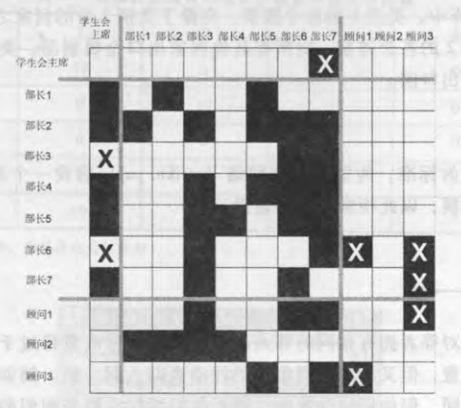 学生会
主席
部长1 部长2 部长3 部长4 部长5 部长6 部长7 顾问1 顾问2 顾问3
学生会主席 X
部长1
部长2
部长3 X
部长4
部长5
部长6 X X X
部长7 X
顾问1 X
顾问2
顾问3 X